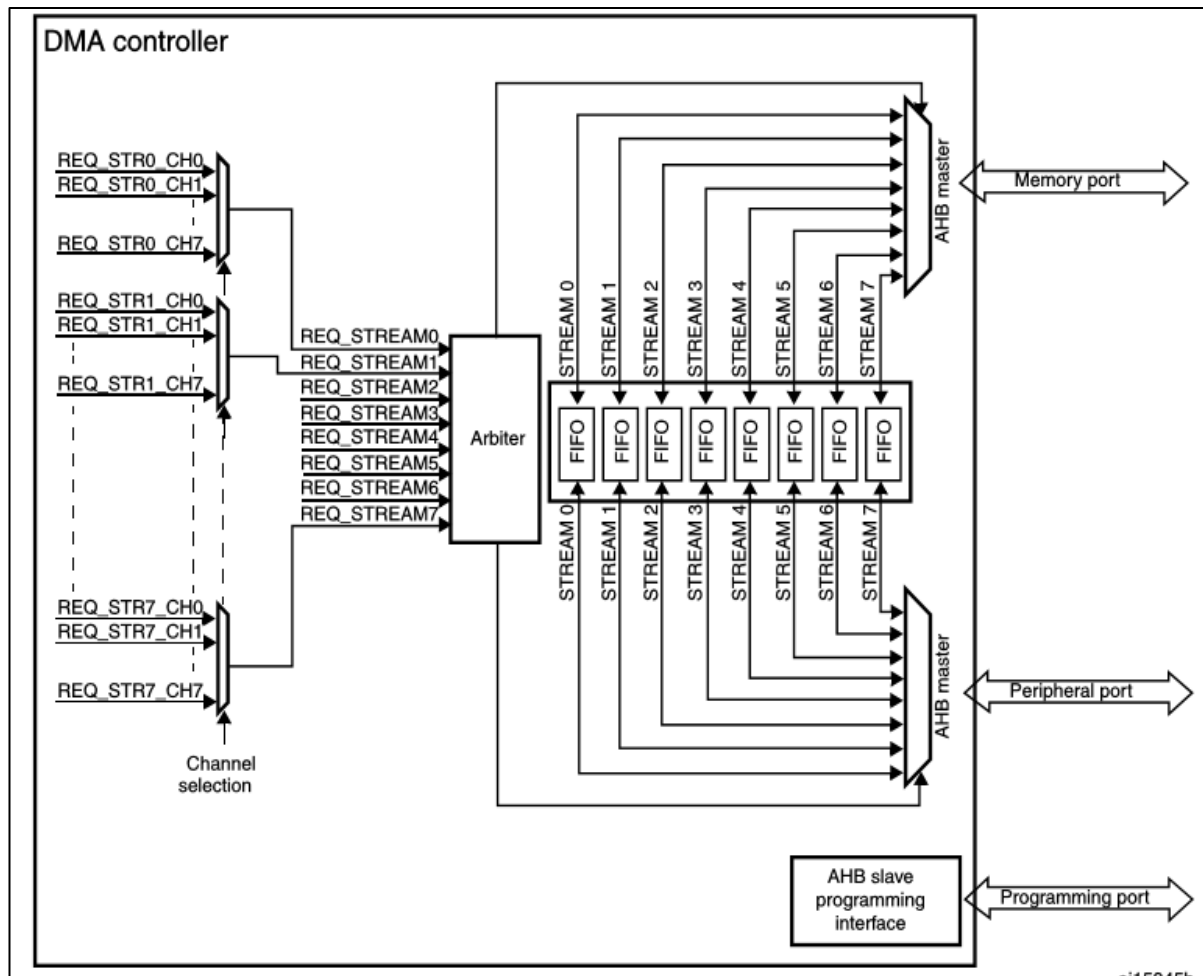 DMA controller
REQ_STR0_CH0
REQ_STR0_CH1
REQ_STR0_CH7
REQ_STR1_CH0
REQ_STR1_CH1
REQ_STR1_CH7
REQ_STR7_CH0
REQ_STR7_CH1
REQ_STR7_CH7
Channel
selection
REQ_STREAM0
REQ_STREAM1
REQ_STREAM2
REQ_STREAM3
REQ_STREAM4
REQ_STREAM5
REQ_STREAM6
REQ_STREAM7
Arbiter
STREAM 0
STREAM 1
STREAM 2
STREAM 3
STREAM 4
STREAM 5
STREAM 6
STREAM 7
FIFO
FIFO
FIFO
FIFO
FIFO
FIFO
FIFO
FIFO
STREAM 0
STREAM 1
STREAM 2
STREAM 3
STREAM 4
STREAM 5
STREAM 6
STREAM 7
AHB master
Memory port
AHB master
Peripheral port
AHB slave
programming
interface
Programming port